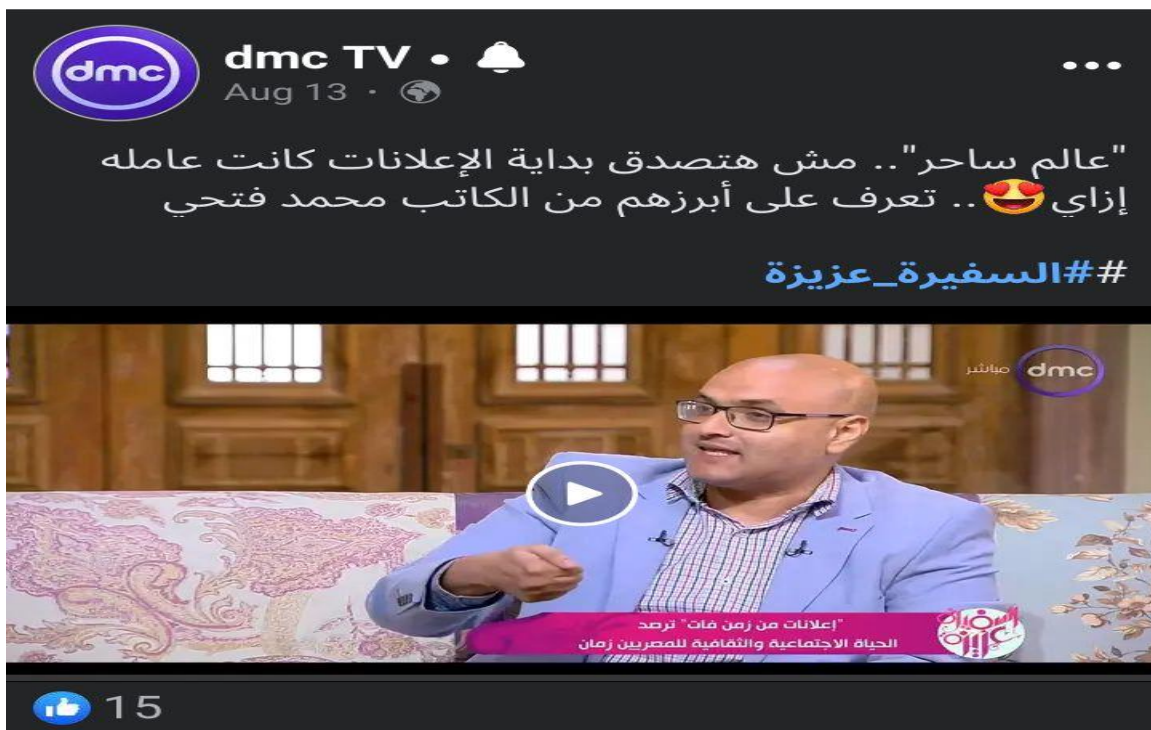 dmc
dmc TV •
Aug 13 ·
"عالم ساحر".. مش هتصدق بداية الإعلانات كانت عامله
إزاي😍.. تعرف على أبرزهم من الكاتب محمد فتحي
##السفيرة_عزيزة
dmc مباشر
"إعلانات من زمن فات" ترصد
الحياة الاجتماعية والثقافية للمصريين زمان
السفيرة
عزيزة
15